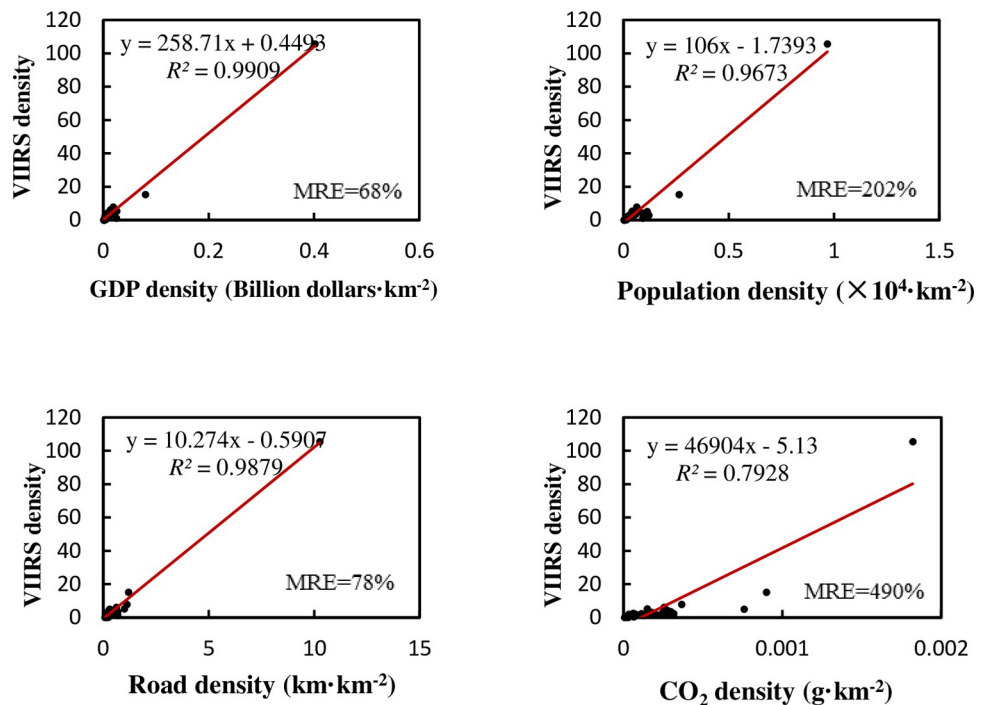 VIIRS density
120
100
80
60
40
20
0
y = 258.71x + 0.4493
R² = 0.9909
MRE=68%
0 0.2 0.4 0.6
GDP density (Billion dollars·km⁻²)
VIIRS density
120
100
80
60
40
20
0
y = 106x - 1.7393
R² = 0.9673
MRE=202%
0 0.5 1 1.5
Population density (×10⁴·km⁻²)
VIIRS density
120
100
80
60
40
20
0
y = 10.274x - 0.5907
R² = 0.9879
MRE=78%
0 5 10 15
Road density (km·km⁻²)
VIIRS density
120
100
80
60
40
20
0
y = 46904x - 5.13
R² = 0.7928
MRE=490%
0 0.001 0.002
CO₂ density (g·km⁻²)